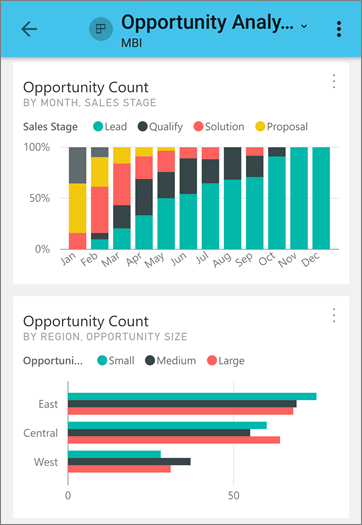 Opportunity Analy...
MBI
Opportunity Count
BY MONTH, SALES STAGE
Sales Stage Lead Qualify Solution Proposal
100%
50%
0%
Jan Feb Mar Apr May Jun Jul Aug Sep Oct Nov Dec
Opportunity Count
BY REGION, OPPORTUNITY SIZE
Opportuni... Small Medium Large
East
Central
West
0 50